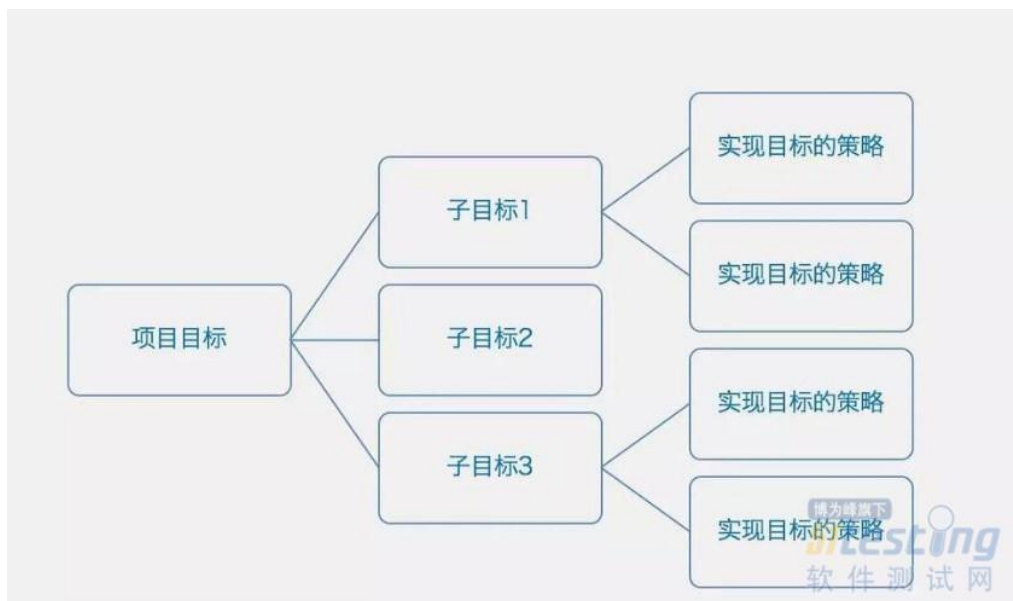 项目目标
子目标1
子目标2
子目标3
实现目标的策略
实现目标的策略
实现目标的策略
实现目标的策略
博为峰旗下
51testing
软件测试网